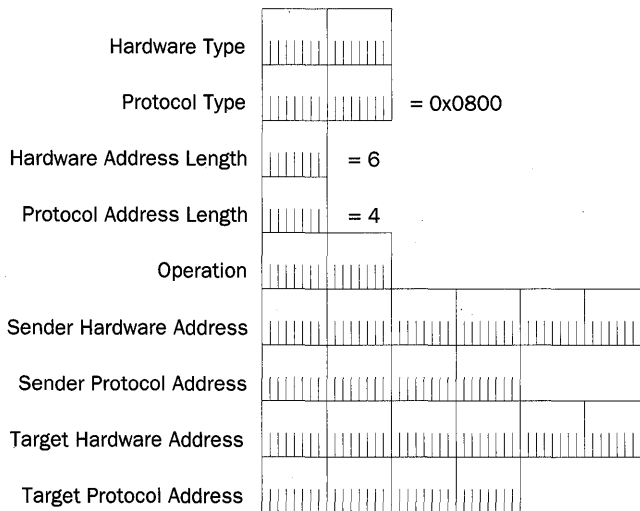 Hardware Type
Protocol Type = 0x0800
Hardware Address Length = 6
Protocol Address Length = 4
Operation
Sender Hardware Address
Sender Protocol Address
Target Hardware Address
Target Protocol Address